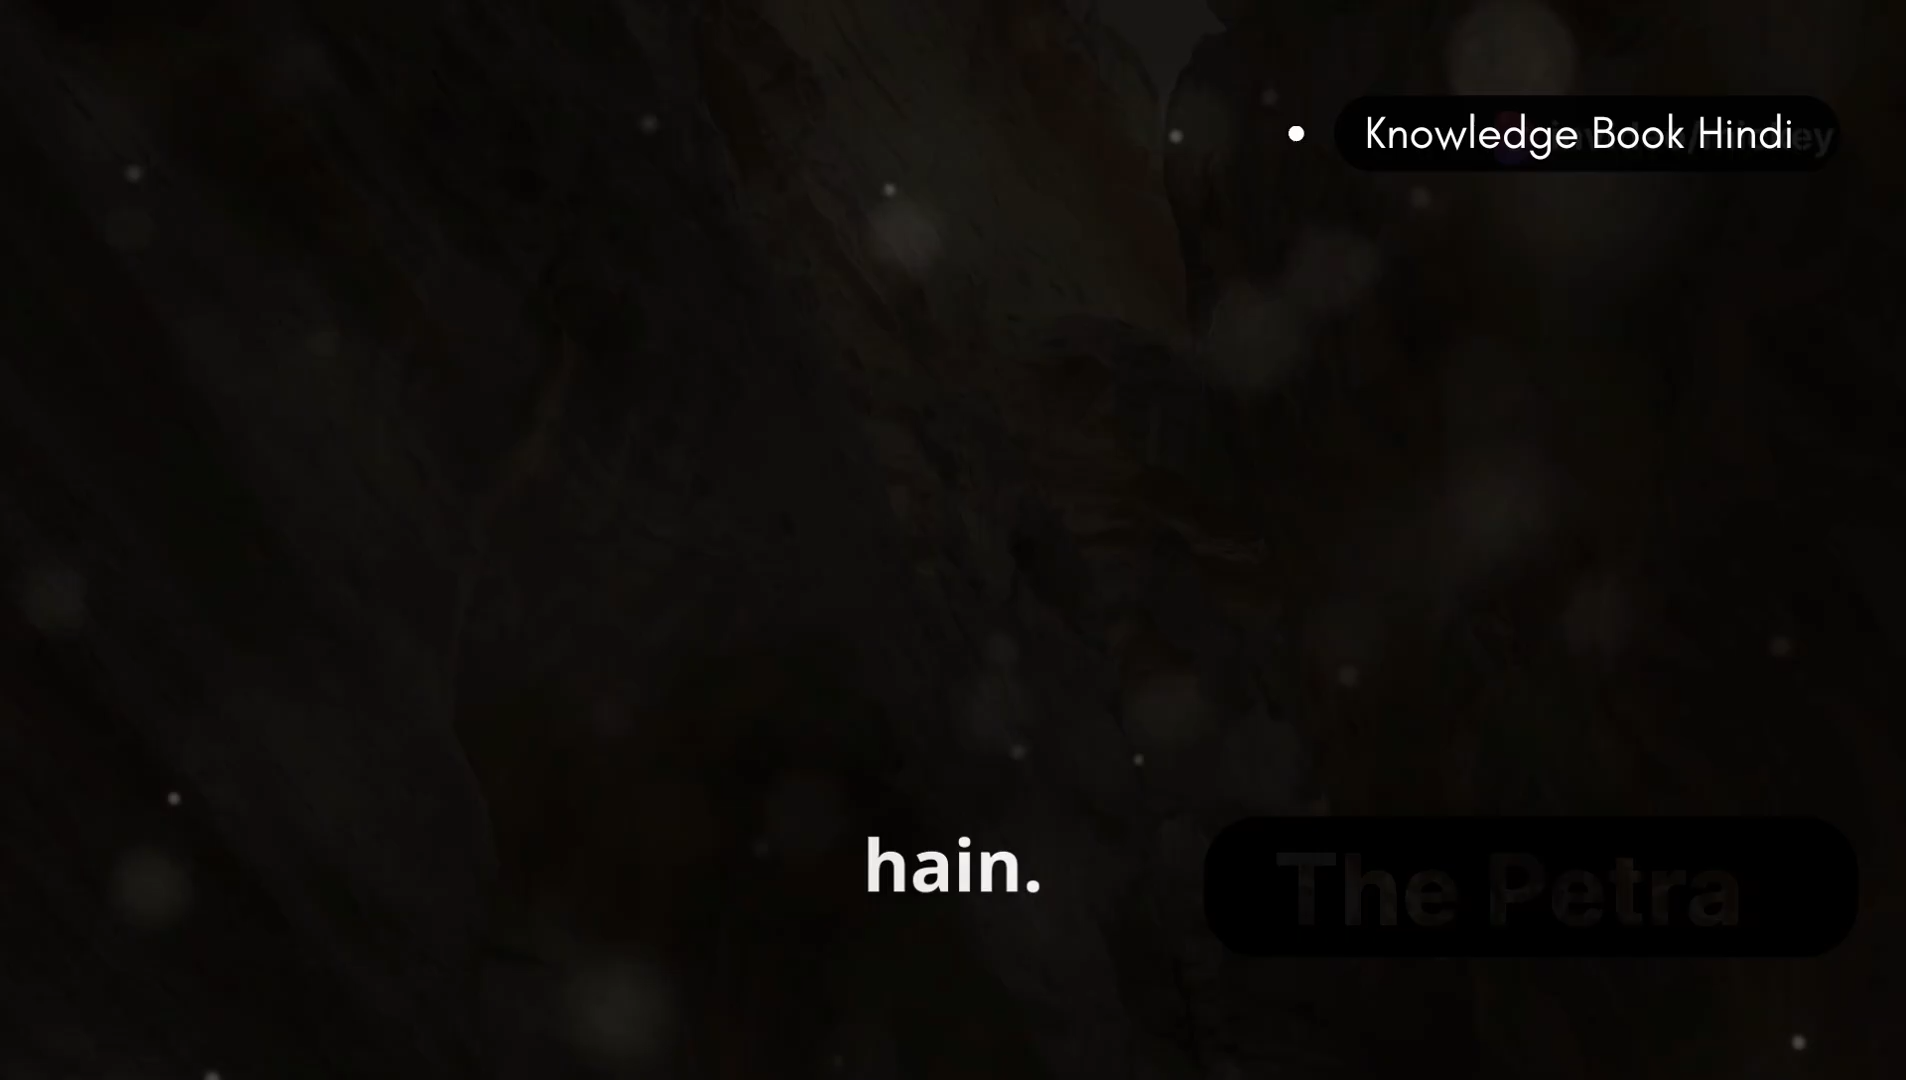 Knowledge Book Hindi
hain.
The Petra